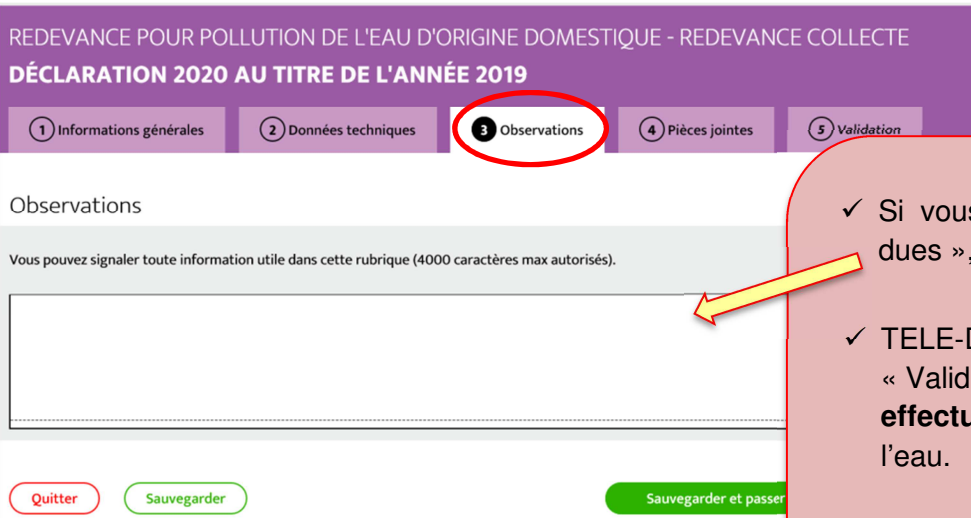 REDEVANCE POUR POLLUTION DE L'EAU D'ORIGINE DOMESTIQUE - REDEVANCE COLLECTE
DÉCLARATION 2020 AU TITRE DE L'ANNÉE 2019
1 Informations générales
2 Données techniques
3 Observations
4 Pièces jointes
5 Validation
Observations
Vous pouvez signaler toute information utile dans cette rubrique (4000 caractères max autorisés).
✓ Si vous
dues »,
✓ TELE-
« Valid
effectu
l'eau.
Quitter
Sauvegarder
Sauvegarder et passer